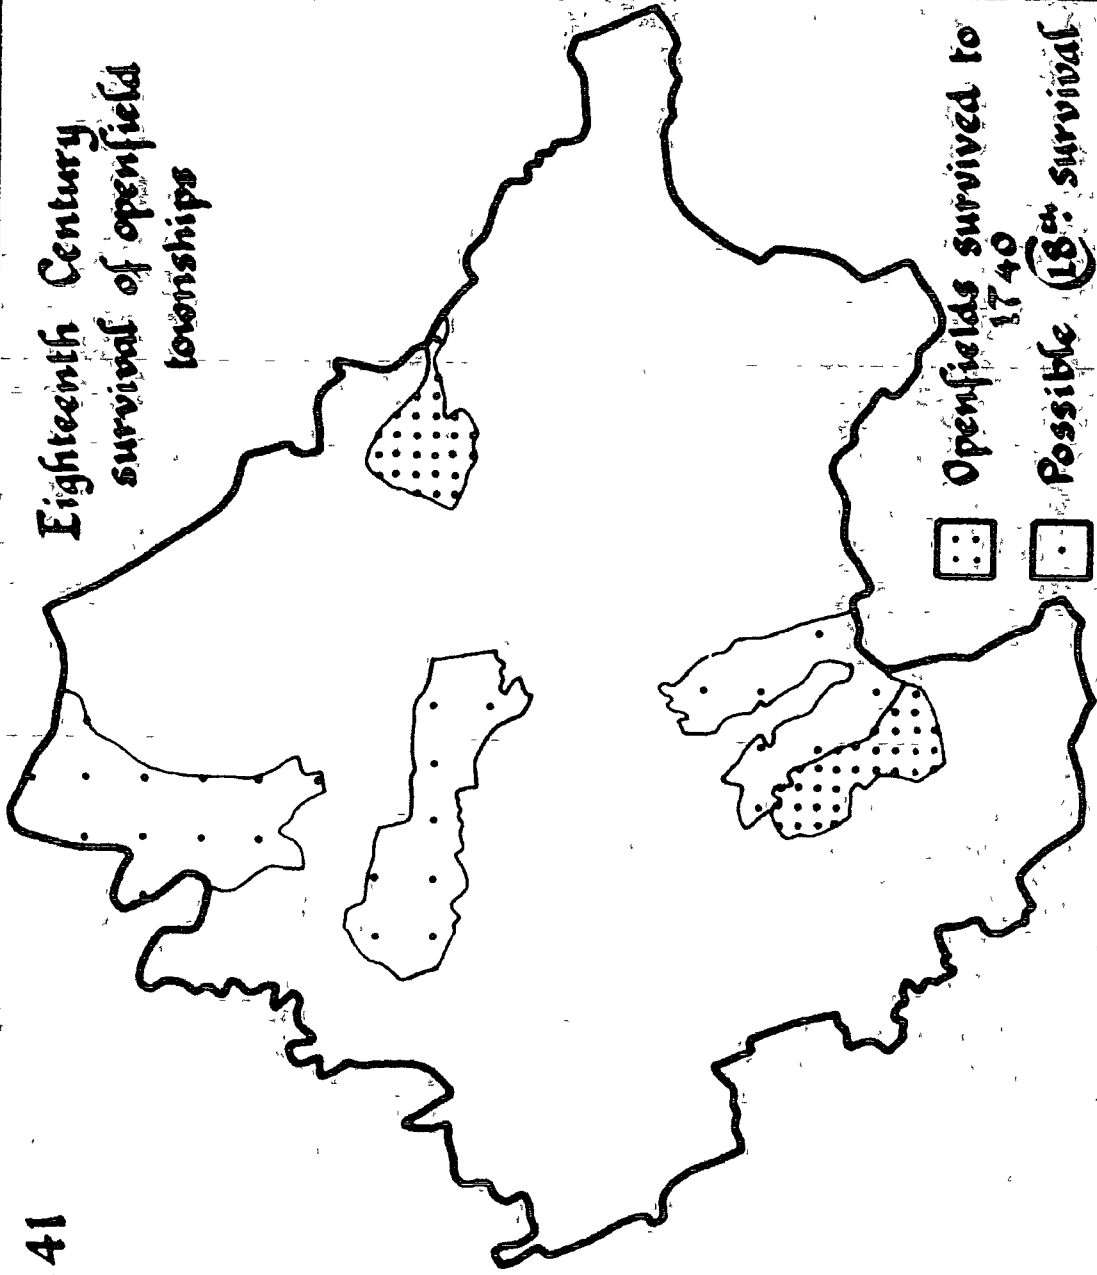 41
Eighteenth Century
survival of openfield
townships
Openfields survived to
1740
Possible 18th. survival